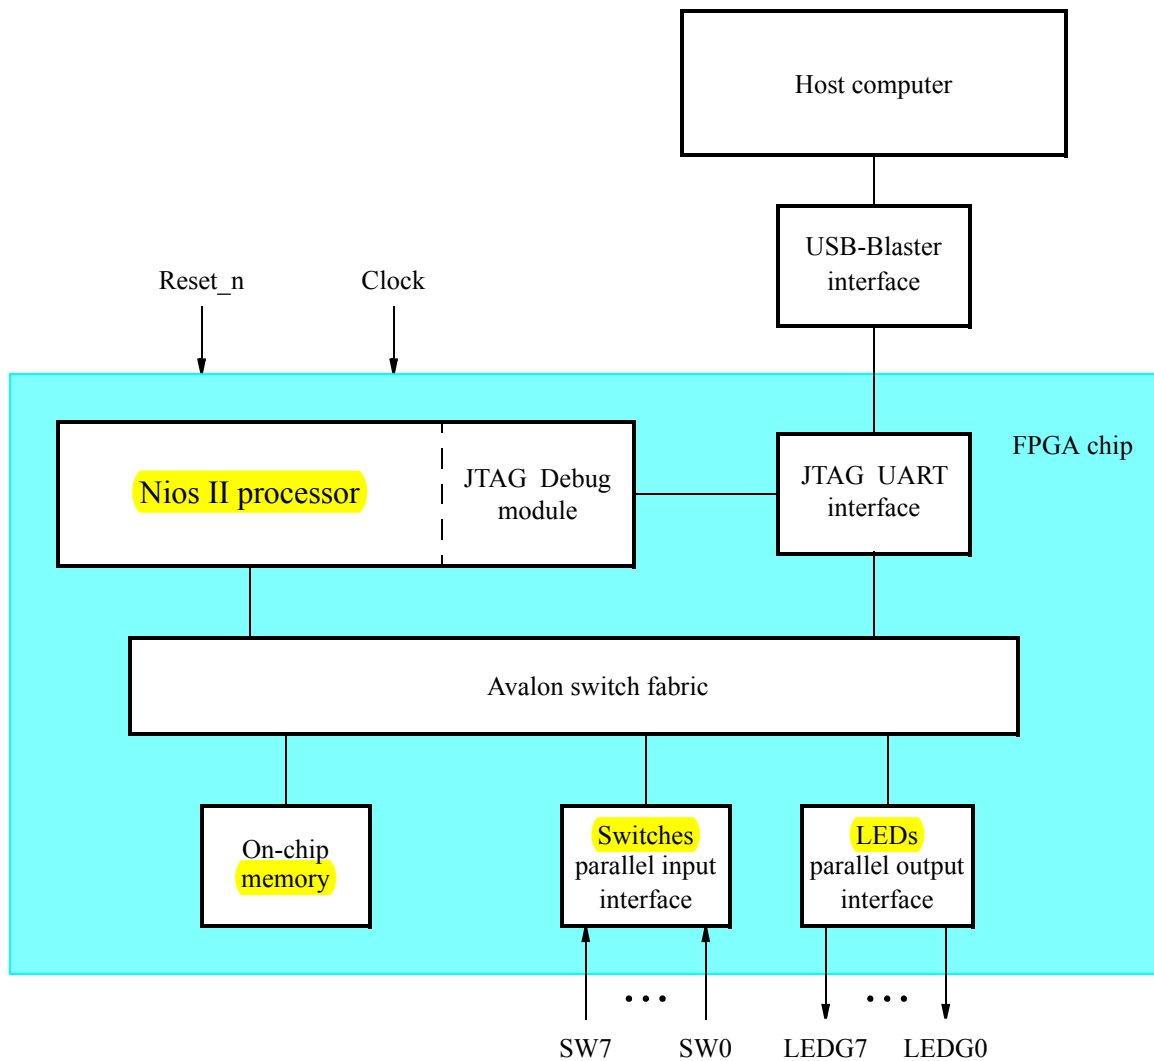 Host computer
USB-Blaster
interface
Reset_n
Clock
FPGA chip
Nios II processor
JTAG Debug
module
JTAG UART
interface
Avalon switch fabric
On-chip
memory
Switches
parallel input
interface
LEDs
parallel output
interface
SW7
SW0
LEDG7
LEDG0